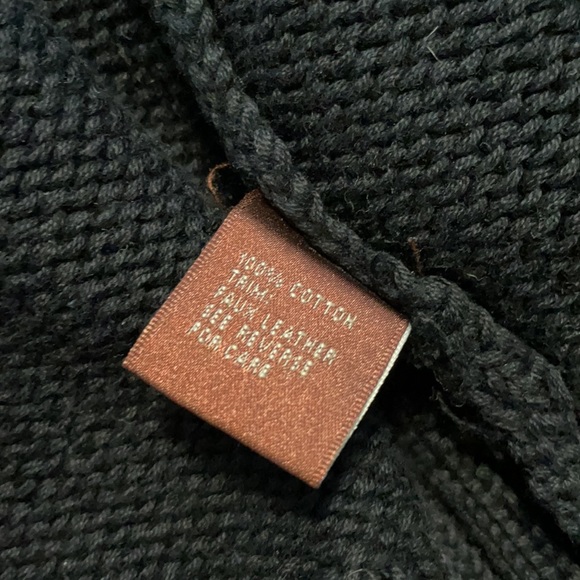 100% COTTON
TRIM:
FAUX LEATHER
SEE REVERSE
FOR CARE